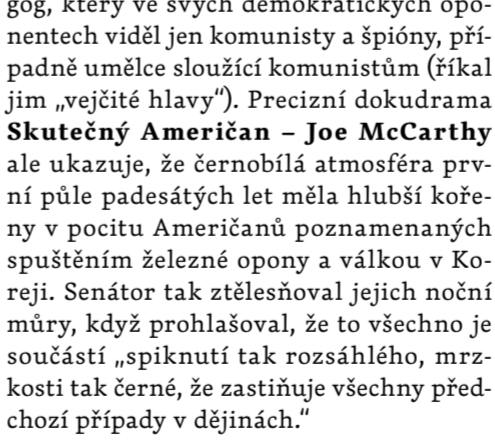 gog, který ve svých demokratických opo-
nentech viděl jen komunisty a špióny, pří-
padně umělce sloužící komunistům (říkal
jim „vejčité hlavy“). Precizní dokudrama
Skutečný Američan – Joe McCarthy
ale ukazuje, že černobílá atmosféra prv-
ní půle padesátých let měla hlubší koře-
ny v pocitu Američanů poznamenaných
spuštěním železné opony a válkou v Ko-
reji. Senátor tak ztělesňoval jejich noční
můry, když prohlašoval, že to všechno je
součástí „spiknutí tak rozsáhlého, mrz-
kosti tak černé, že zastiňuje všechny před-
chozí případy v dějinách.“